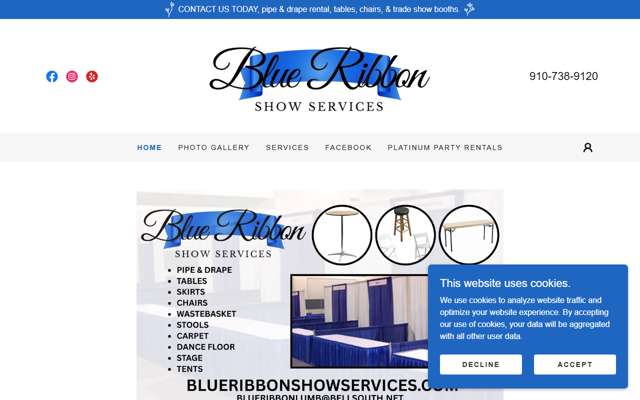 CONTACT US TODAY, pipe & drape rental, tables, chairs, & trade show booths.
Blue Ribbon
SHOW SERVICES
910-738-9120
HOME PHOTO GALLERY SERVICES FACEBOOK PLATINUM PARTY RENTALS
Blue Ribbon
SHOW SERVICES
PIPE & DRAPE
TABLES
SKIRTS
CHAIRS
WASTEBASKET
STOOLS
CARPET
DANCE FLOOR
STAGE
TENTS
BLUERIBBONSHOWSERVICES.COM
BLUERIBBONLUMB@BELLSOUTH.NET
This website uses cookies.
We use cookies to analyze website traffic and
optimize your website experience. By accepting
our use of cookies, your data will be aggregated
with all other user data.
DECLINE ACCEPT